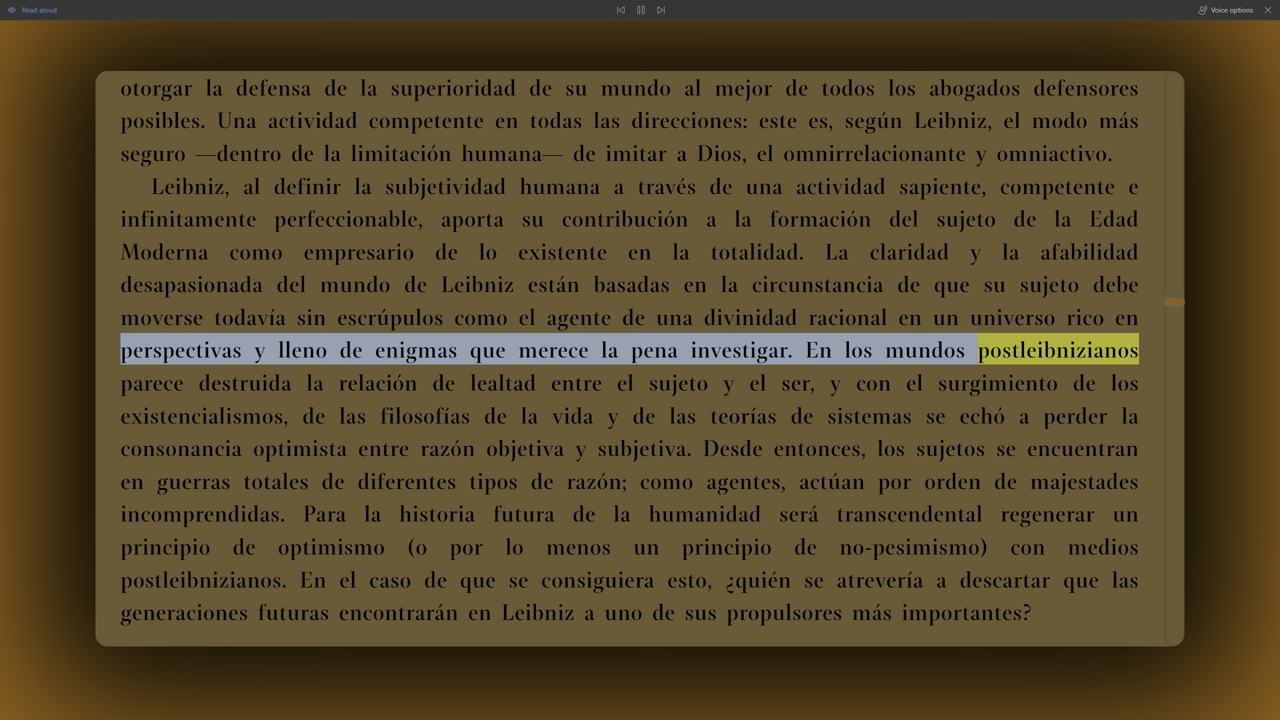 Read aloud
Voice options
otorgar la defensa de la superioridad de su mundo al mejor de todos los abogados defensores
posibles. Una actividad competente en todas las direcciones: este es, según Leibniz, el modo más
seguro —dentro de la limitación humana— de imitar a Dios, el omnirrelacionante y omniactivo.
Leibniz, al definir la subjetividad humana a través de una actividad sapiente, competente e
infinitamente perfeccionable, aporta su contribución a la formación del sujeto de la Edad
Moderna como empresario de lo existente en la totalidad. La claridad y la afabilidad
desapasionada del mundo de Leibniz están basadas en la circunstancia de que su sujeto debe
moverse todavía sin escrúpulos como el agente de una divinidad racional en un universo rico en
perspectivas y lleno de enigmas que merece la pena investigar. En los mundos postleibnizianos
parece destruida la relación de lealtad entre el sujeto y el ser, y con el surgimiento de los
existencialismos, de las filosofías de la vida y de las teorías de sistemas se echó a perder la
consonancia optimista entre razón objetiva y subjetiva. Desde entonces, los sujetos se encuentran
en guerras totales de diferentes tipos de razón; como agentes, actúan por orden de majestades
incomprendidas. Para la historia futura de la humanidad será transcendental regenerar un
principio de optimismo (o por lo menos un principio de no-pesimismo) con medios
postleibnizianos. En el caso de que se consiguiera esto, ¿quién se atrevería a descartar que las
generaciones futuras encontrarán en Leibniz a uno de sus propulsores más importantes?